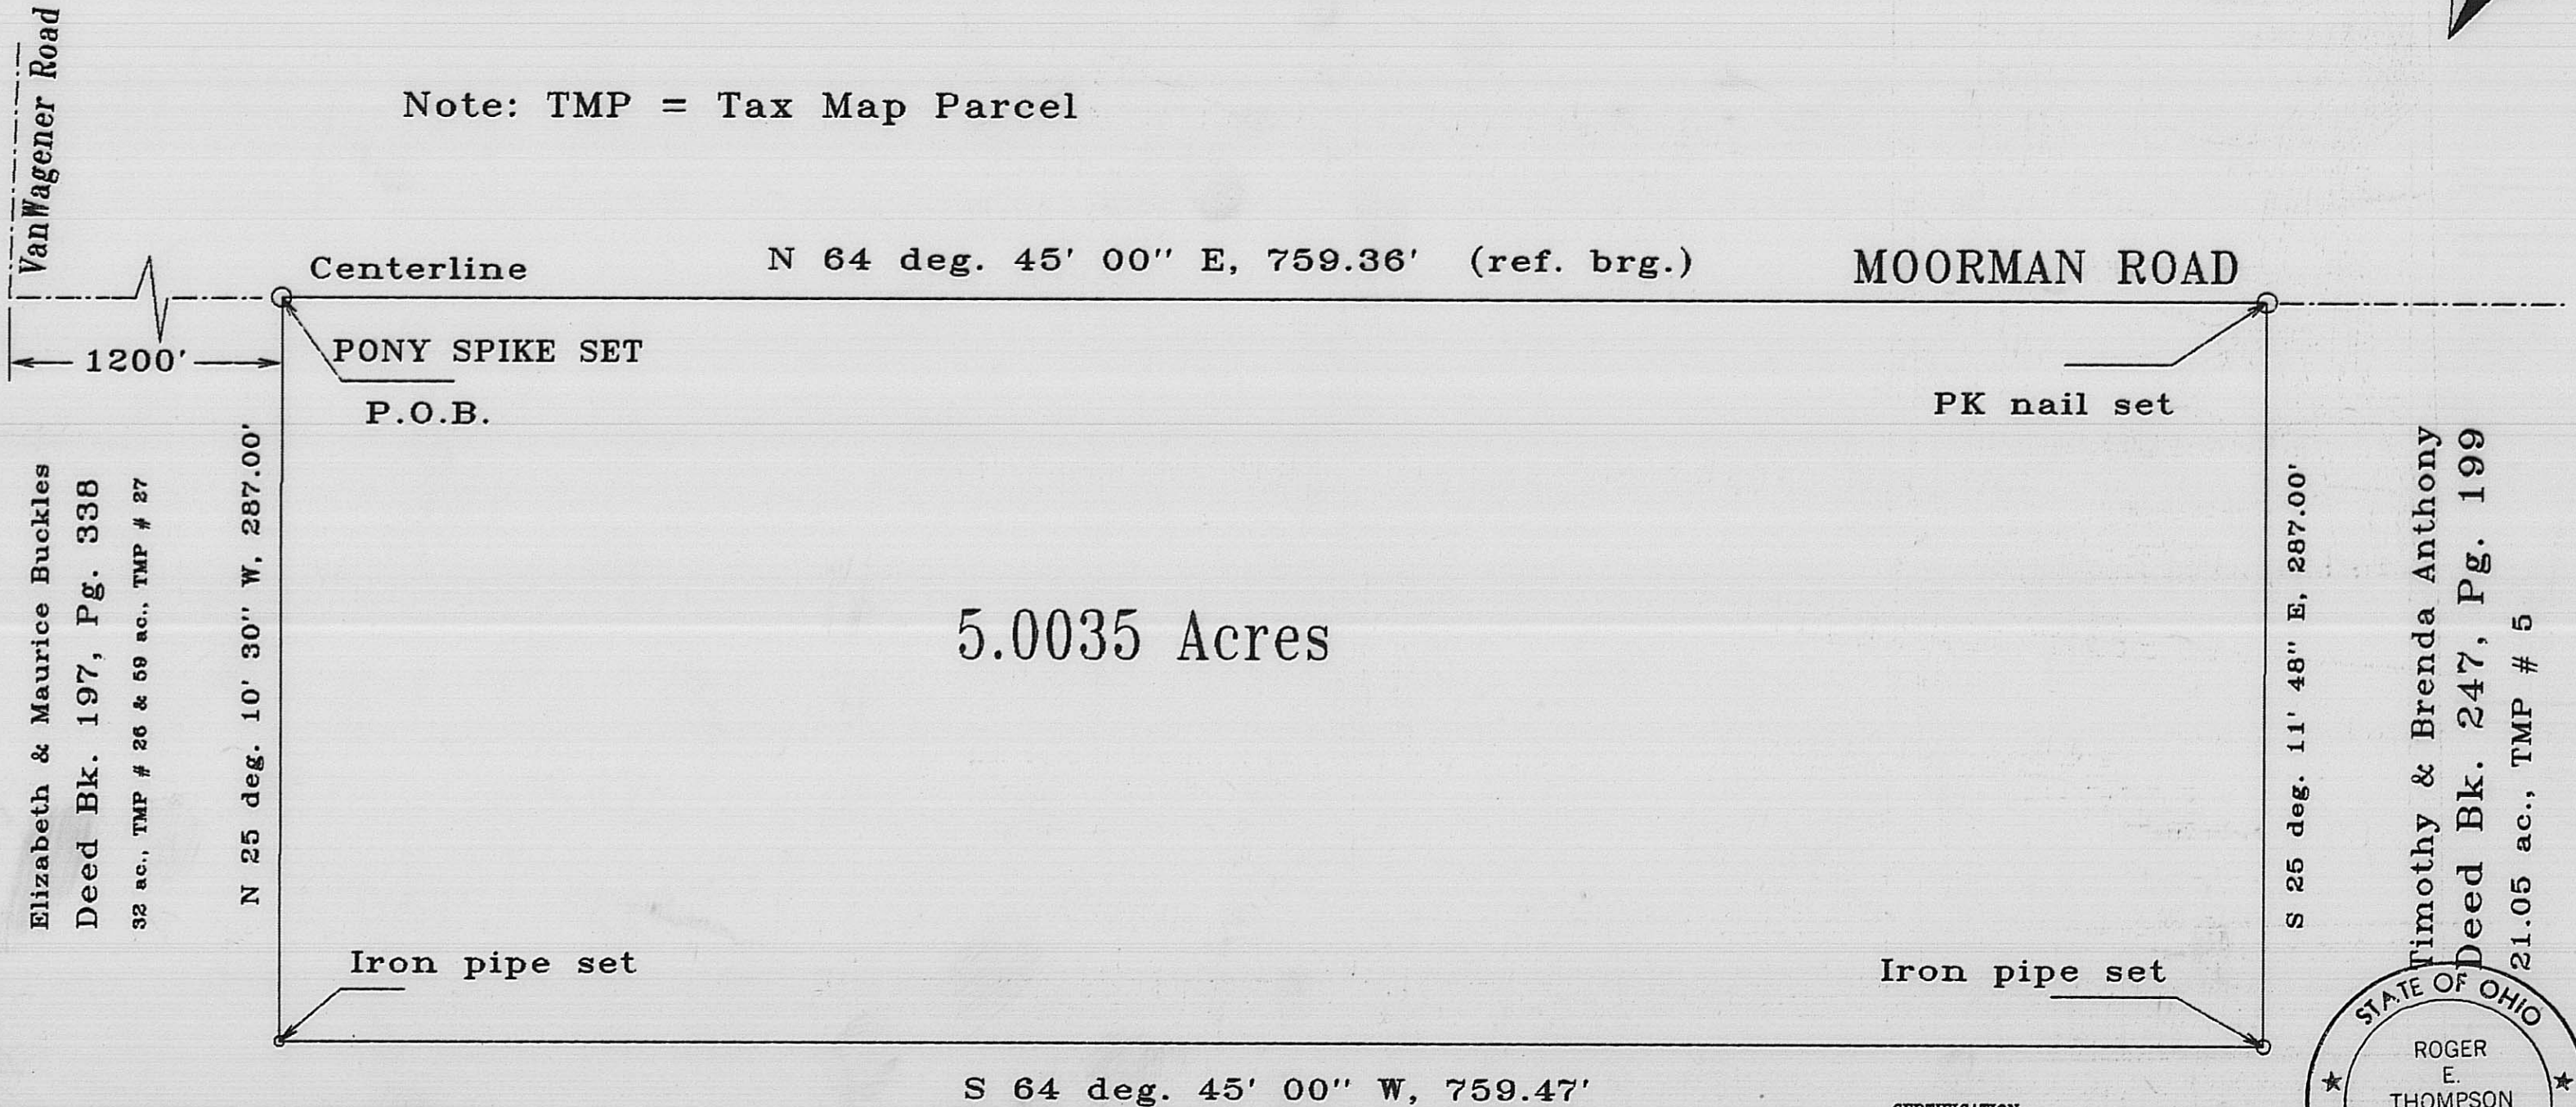 VanWagener Road
Note: TMP = Tax Map Parcel
Centerline
N 64 deg. 45' 00" E, 759.36' (ref. brg.)
MOORMAN ROAD
1200'
PONY SPIKE SET
P.O.B.
PK nail set
Elizabeth & Maurice Buckles
Deed Bk. 197, Pg. 338
32 ac., TMP # 26 & 59 ac., TMP # 27
N 25 deg. 10' 30" W, 287.00'
5.0035 Acres
S 25 deg. 11' 48" E, 287.00'
Timothy & Brenda Anthony
Deed Bk. 247, Pg. 199
21.05 ac., TMP # 5
Iron pipe set
Iron pipe set
S 64 deg. 45' 00" W, 759.47'
STATE OF OHIO
ROGER
E.
THOMPSON